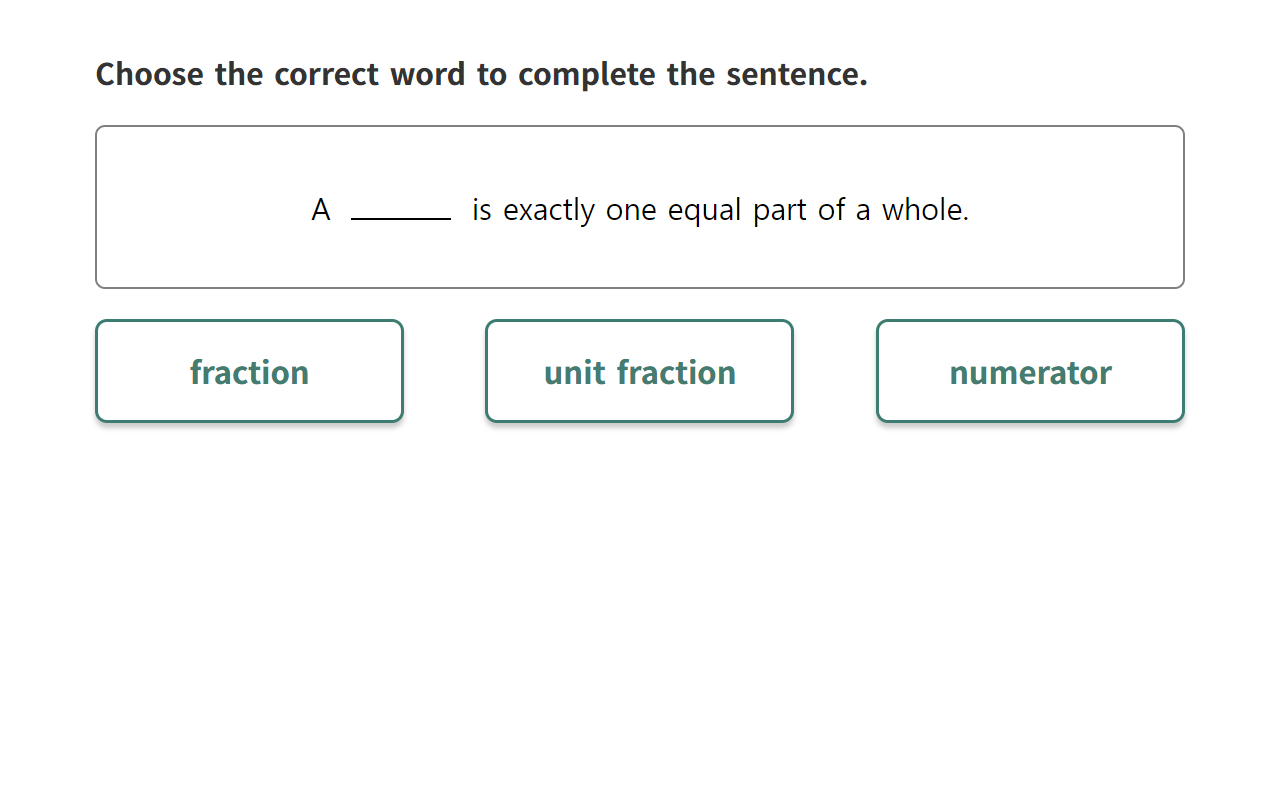 Choose the correct word to complete the sentence.
A ______ is exactly one equal part of a whole.
fraction
unit fraction
numerator